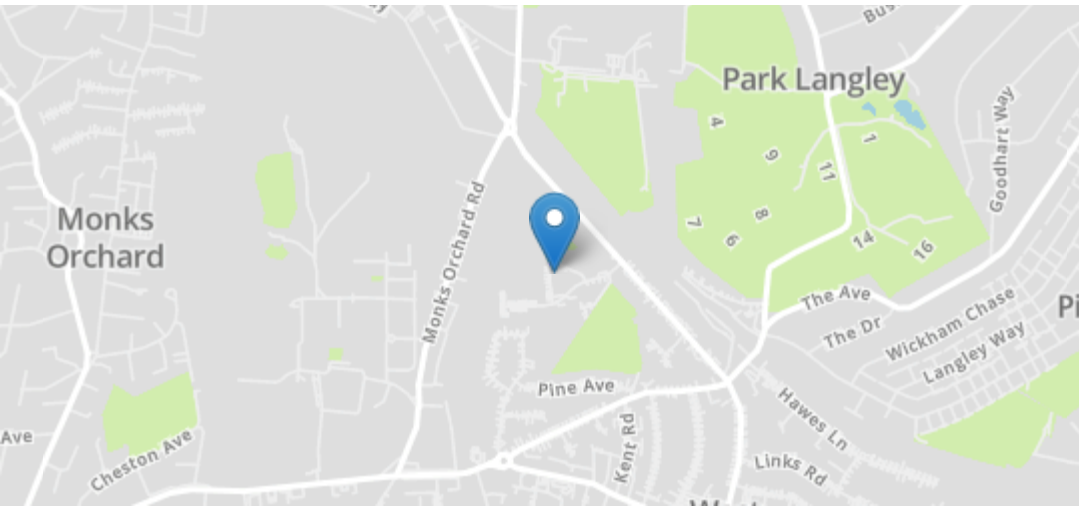 Park Langley
Goodhart Way
4
1
9
11
Monks
Orchard
Monks Orchard Rd
8
7
6
14
16
The Ave
The Dr
Wickham Chase
Langley Way
Pine Ave
Hawes Ln
Kent Rd
Ave
Cheston Ave
Links Rd